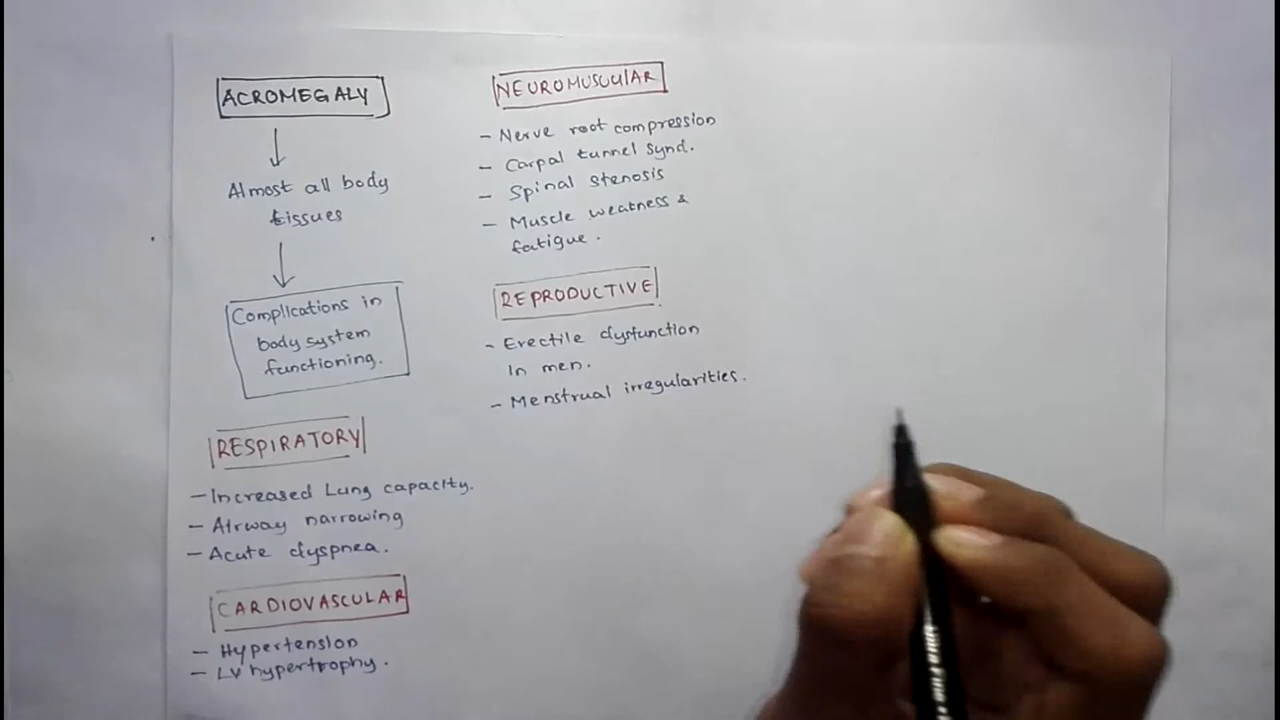 ACROMEGALY
Almost all body
tissues
Complications in
body system
functioning.
RESPIRATORY
- Increased Lung capacity.
- Airway narrowing
- Acute dyspnea.
CARDIOVASCULAR
- Hypertension
- LV hypertrophy.
NEUROMUSCULAR
- Nerve root compression
- Carpal tunnel synd.
- Spinal stenosis
- Muscle weatness &
fatigue.
REPRODUCTIVE
- Erectile dysfunction
in men.
- Menstrual irregularities.